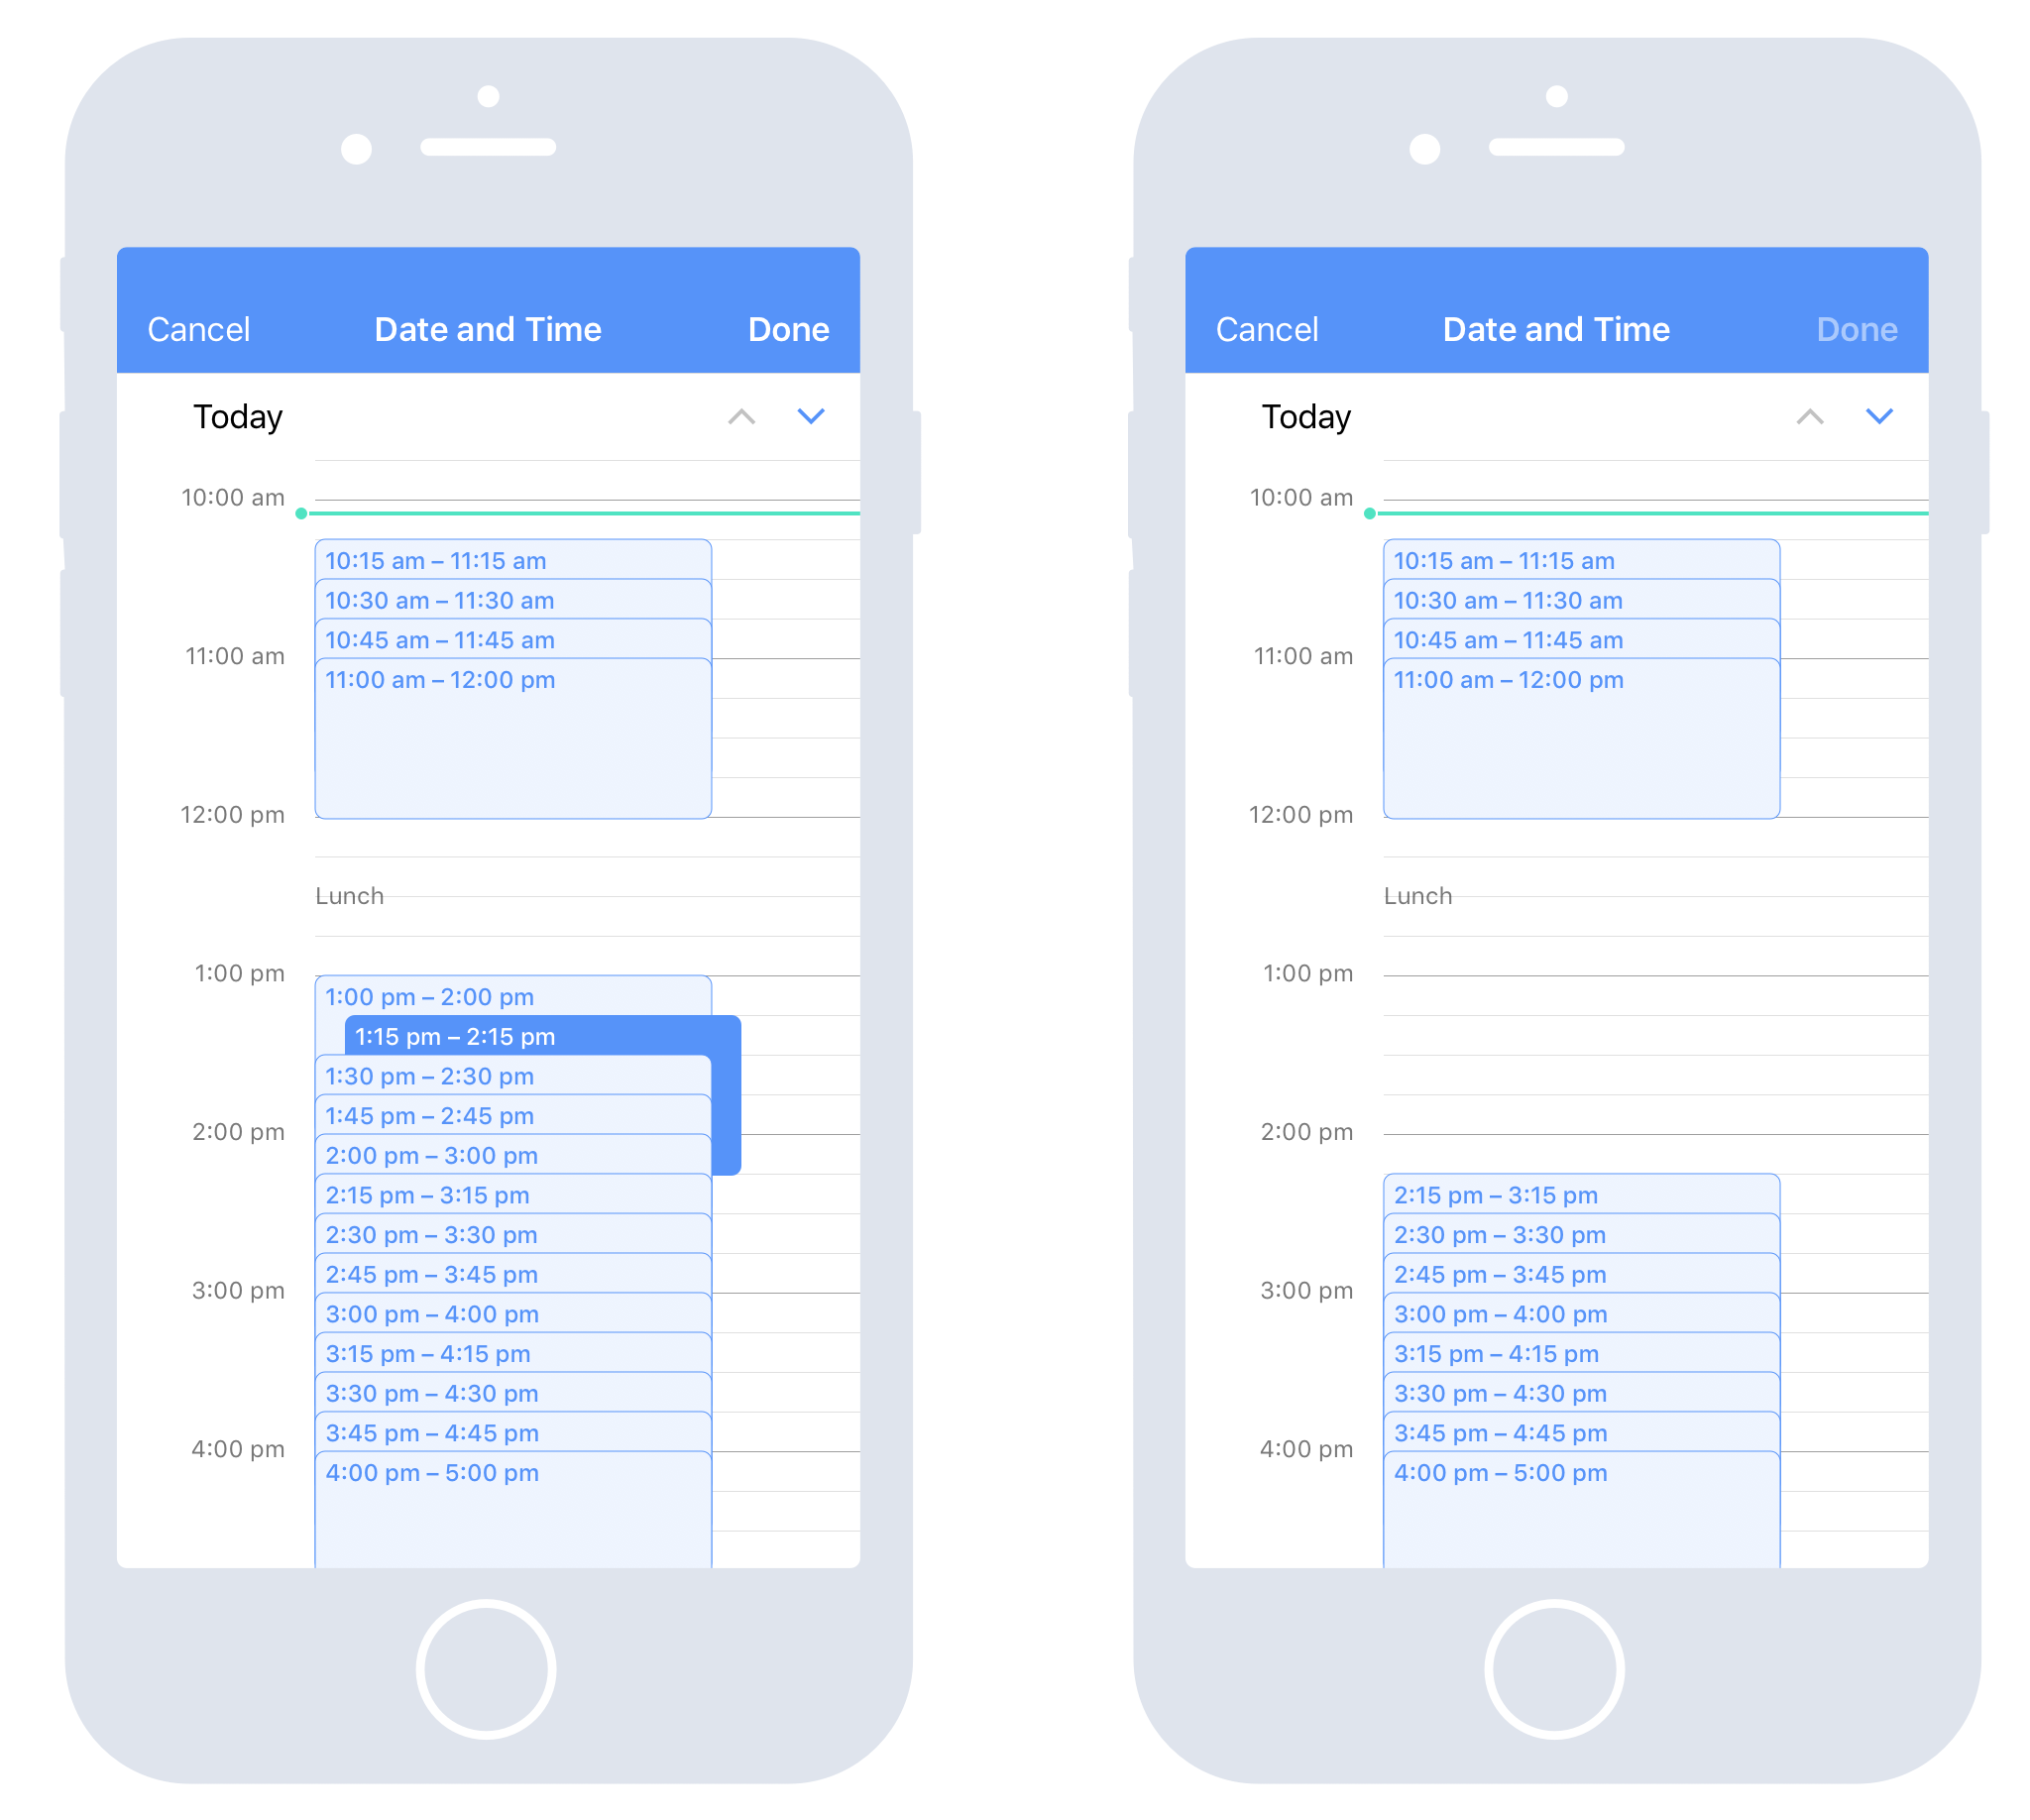 Cancel Date and Time Done
Today
10:00 am
10:15 am – 11:15 am
10:30 am – 11:30 am
10:45 am – 11:45 am
11:00 am
11:00 am – 12:00 pm
12:00 pm
Lunch
1:00 pm
1:00 pm – 2:00 pm
1:15 pm – 2:15 pm
1:30 pm – 2:30 pm
1:45 pm – 2:45 pm
2:00 pm
2:00 pm – 3:00 pm
2:15 pm – 3:15 pm
2:30 pm – 3:30 pm
2:45 pm – 3:45 pm
3:00 pm
3:00 pm – 4:00 pm
3:15 pm – 4:15 pm
3:30 pm – 4:30 pm
3:45 pm – 4:45 pm
4:00 pm
4:00 pm – 5:00 pm
Cancel Date and Time Done
Today
10:00 am
10:15 am – 11:15 am
10:30 am – 11:30 am
10:45 am – 11:45 am
11:00 am
11:00 am – 12:00 pm
12:00 pm
Lunch
1:00 pm
2:00 pm
2:15 pm – 3:15 pm
2:30 pm – 3:30 pm
2:45 pm – 3:45 pm
3:00 pm
3:00 pm – 4:00 pm
3:15 pm – 4:15 pm
3:30 pm – 4:30 pm
3:45 pm – 4:45 pm
4:00 pm
4:00 pm – 5:00 pm